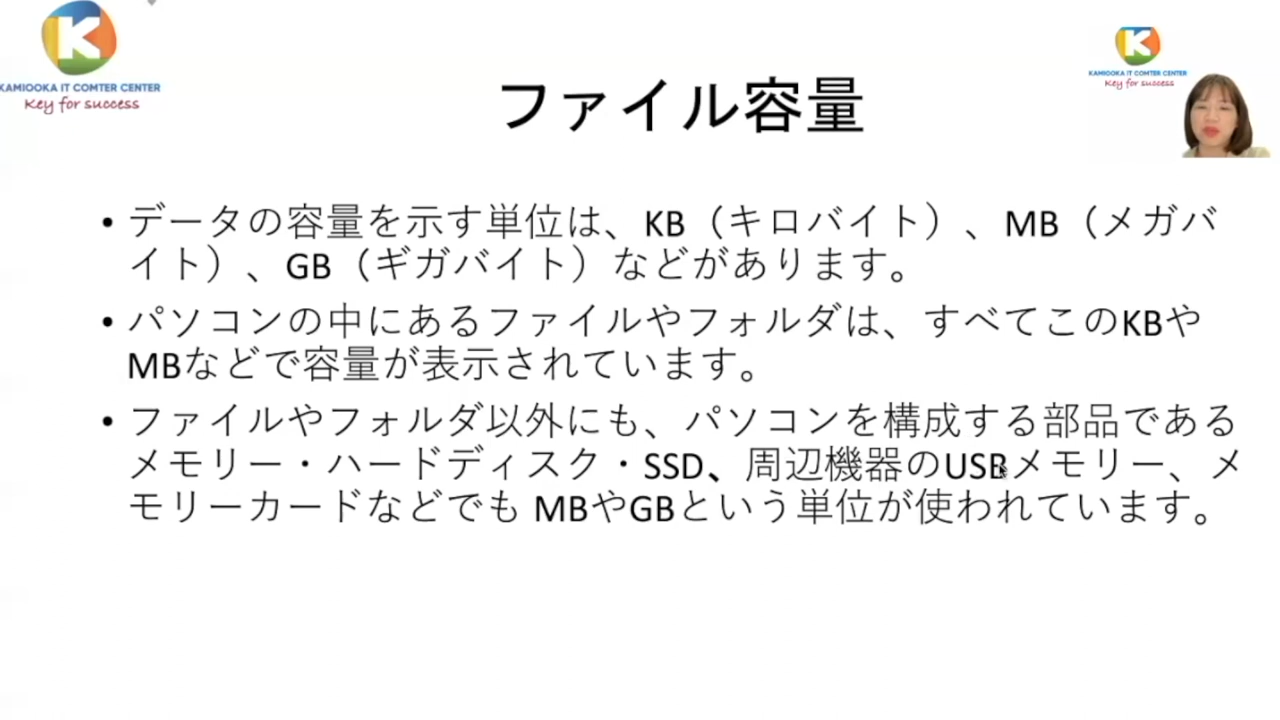 K
KAMIOOKA IT COMTER CENTER
Key for success
K
KAMIOOKA IT COMTER CENTER
Key for success
ファイル容量
• データの容量を示す単位は、KB（キロバイト）、MB（メガバ
イト）、GB（ギガバイト）などがあります。
• パソコンの中にあるファイルやフォルダは、すべてこのKBや
MBなどで容量が表示されています。
• ファイルやフォルダ以外にも、パソコンを構成する部品である
メモリー・ハードディスク・SSD、周辺機器のUSBメモリー、メ
モリーカードなどでも MBやGBという単位が使われています。